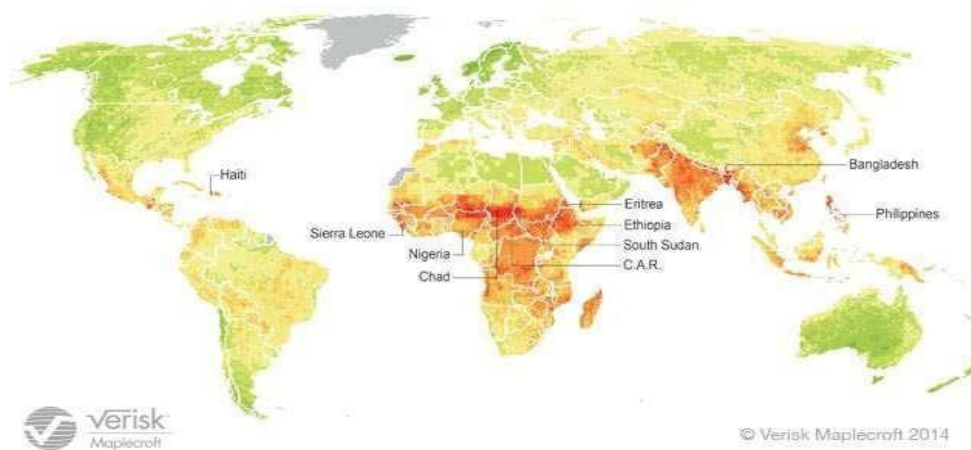 Haiti
Bangladesh
Eritrea
Philippines
Ethiopia
Sierra Leone
South Sudan
Nigeria
C.A.R.
Chad
verisk
Maplecroft
© Verisk Maplecroft 2014